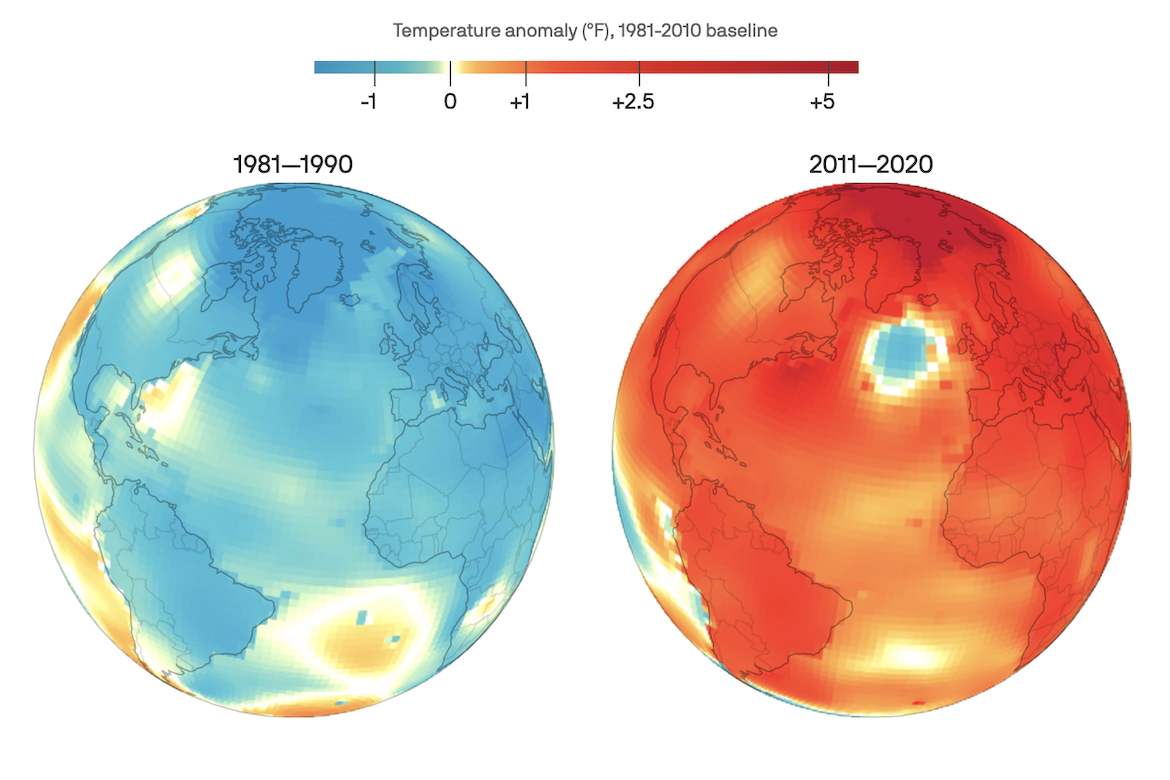 Temperature anomaly (°F), 1981-2010 baseline
-1 0 +1 +2.5 +5
1981—1990 2011—2020